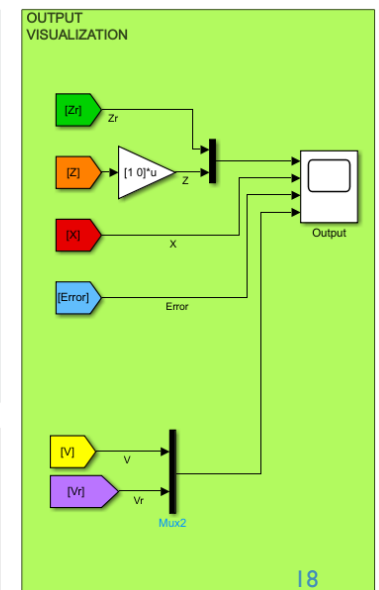 OUTPUT
VISUALIZATION
[Zr]
Zr
[Z]
[1 0]*u
Z
[X]
X
Output
[Error]
Error
[V]
V
[Vr]
Vr
Mux2
18